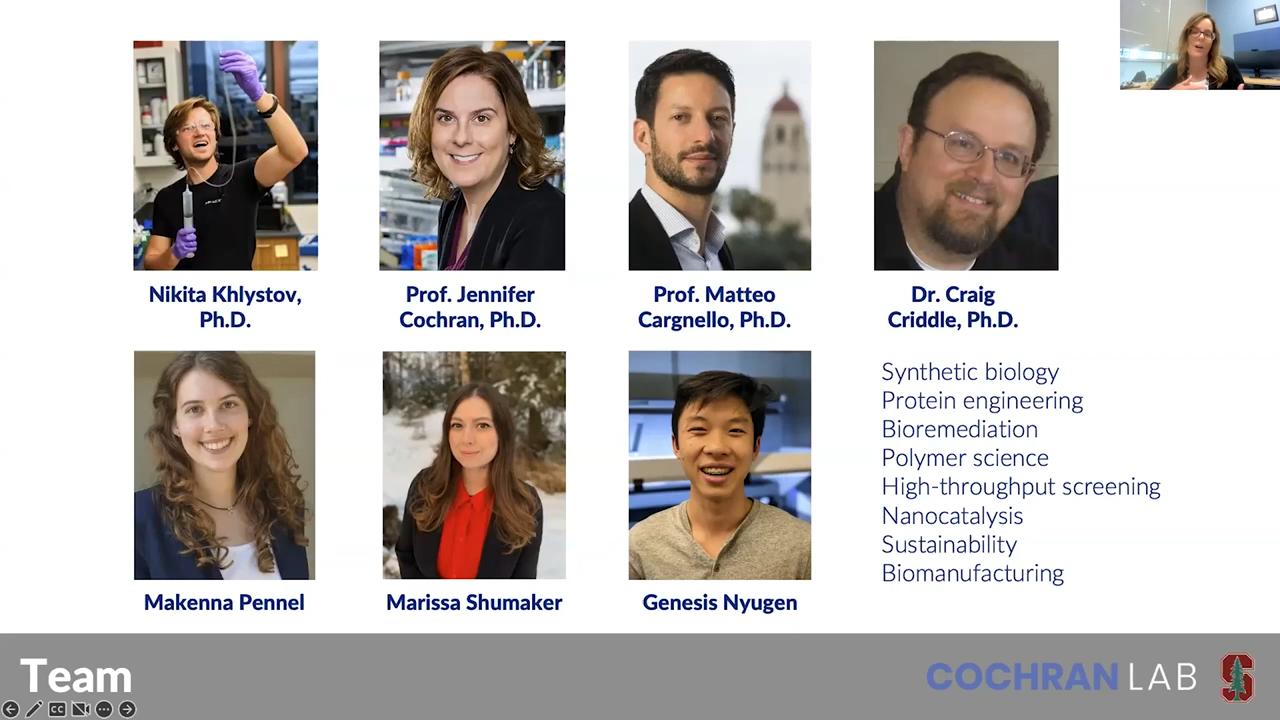 Nikita Khlystov,
Ph.D.
Prof. Jennifer
Cochran, Ph.D.
Prof. Matteo
Cargnello, Ph.D.
Dr. Craig
Criddle, Ph.D.
Makenna Pennel
Marissa Shumaker
Genesis Nyugen
Synthetic biology
Protein engineering
Bioremediation
Polymer science
High-throughput screening
Nanocatalysis
Sustainability
Biomanufacturing
Team
COCHRAN LAB
CC